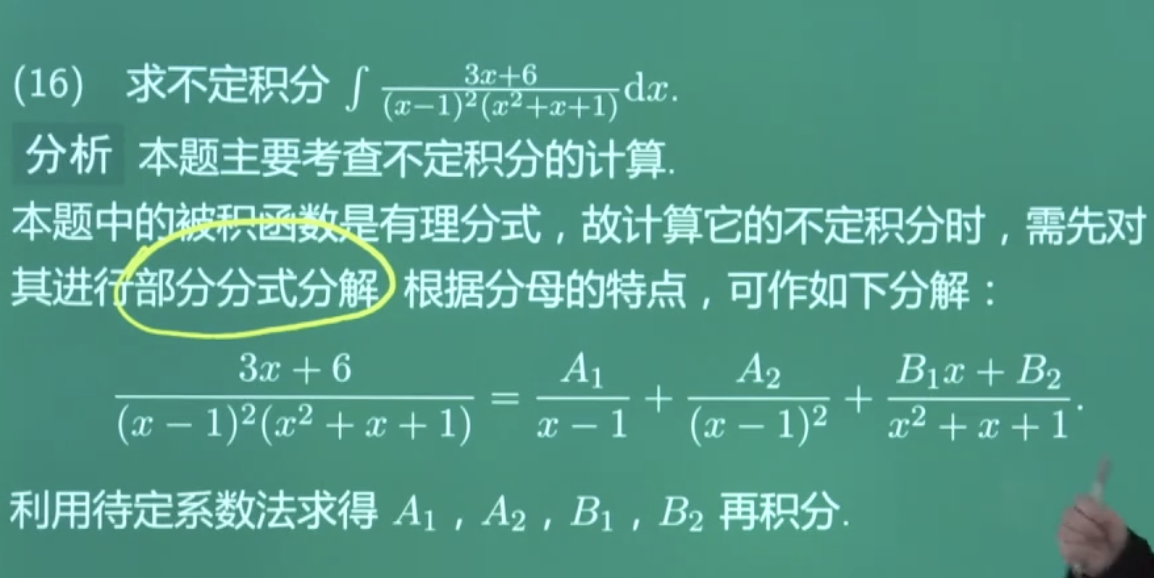 (16) 求不定积分 ∫ \frac{3x+6}{(x-1)^2(x^2+x+1)}dx.
分析 本题主要考查不定积分的计算.
本题中的被积函数是有理分式，故计算它的不定积分时，需先对
其进行部分分式分解 根据分母的特点，可作如下分解：
\frac{3x+6}{(x-1)^2(x^2+x+1)} = \frac{A_1}{x-1} + \frac{A_2}{(x-1)^2} + \frac{B_1x+B_2}{x^2+x+1}.
利用待定系数法求得 A_1，A_2，B_1，B_2 再积分.